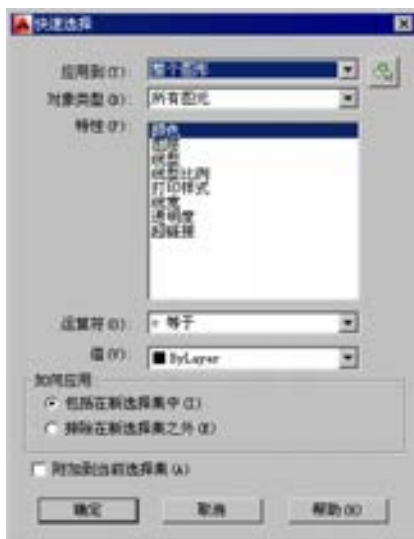 快速选择
应用到(Y): 整个图形
对象类型(B): 所有图元
特性(P): 颜色
图层
线型
线型比例
打印样式
线宽
透明度
超链接
运算符(O): = 等于
值(V): ByLayer
如何应用
包括在新选择集中(I)
排除在新选择集之外(E)
附加到当前选择集(A)
确定 取消 帮助(H)